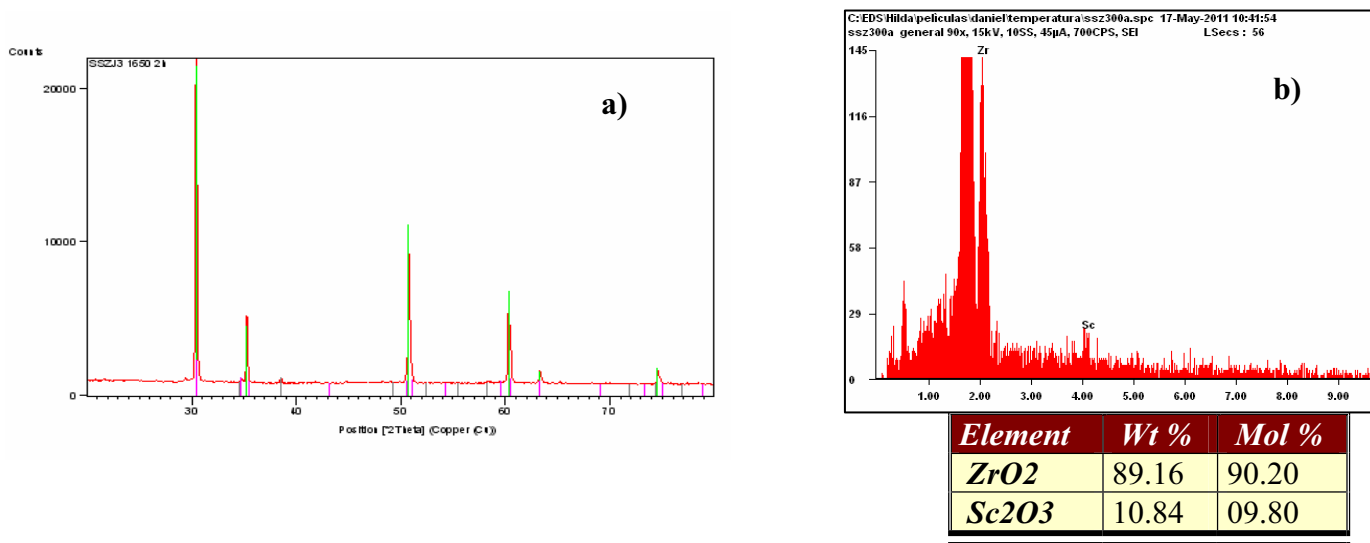 Counts
SSZJ3 1650 2h
a)
20000
10000
0
30
40
50
60
70
Position [°2Theta] (Copper (Cu))
C:\EDS\Hilda\peliculas\daniel\temperatura\ssz300a.spc 17-May-2011 10:41:54
ssz300a general 90x, 15kV, 10SS, 45µA, 700CPS, SEI LSecs : 56
145
Zr
b)
116
87
58
29
Sc
0
1.00 2.00 3.00 4.00 5.00 6.00 7.00 8.00 9.00
Element Wt % Mol %
ZrO2 89.16 90.20
Sc2O3 10.84 09.80